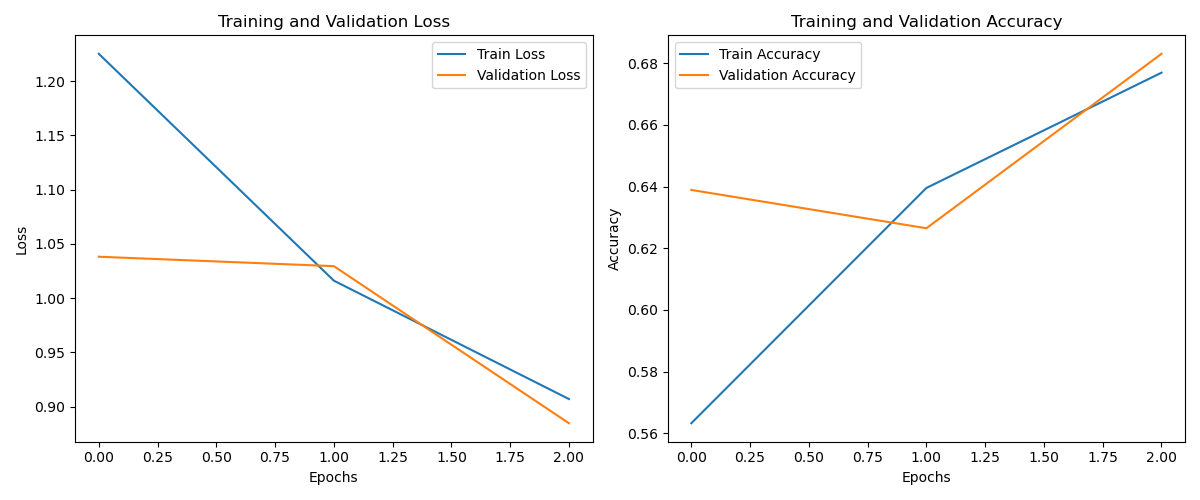 Training and Validation Loss
Train Loss
Validation Loss
1.20
1.15
1.10
1.05
1.00
0.95
0.90
Loss
0.00 0.25 0.50 0.75 1.00 1.25 1.50 1.75 2.00
Epochs
Training and Validation Accuracy
Train Accuracy
Validation Accuracy
0.68
0.66
0.64
0.62
0.60
0.58
0.56
Accuracy
0.00 0.25 0.50 0.75 1.00 1.25 1.50 1.75 2.00
Epochs